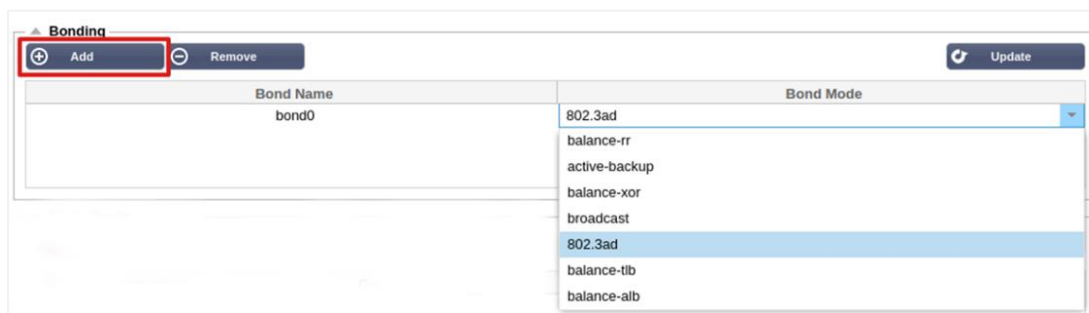 Bonding
Add Remove Update
Bond Name Bond Mode
bond0 802.3ad
balance-rr
active-backup
balance-xor
broadcast
802.3ad
balance-tlb
balance-alb